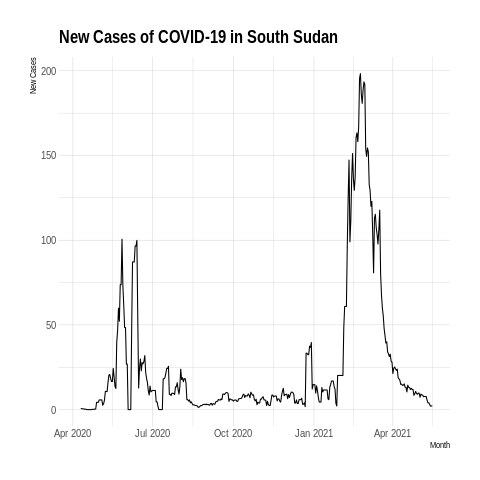 New Cases of COVID-19 in South Sudan
New Cases
200
150
100
50
0
Apr 2020
Jul 2020
Oct 2020
Jan 2021
Apr 2021
Month